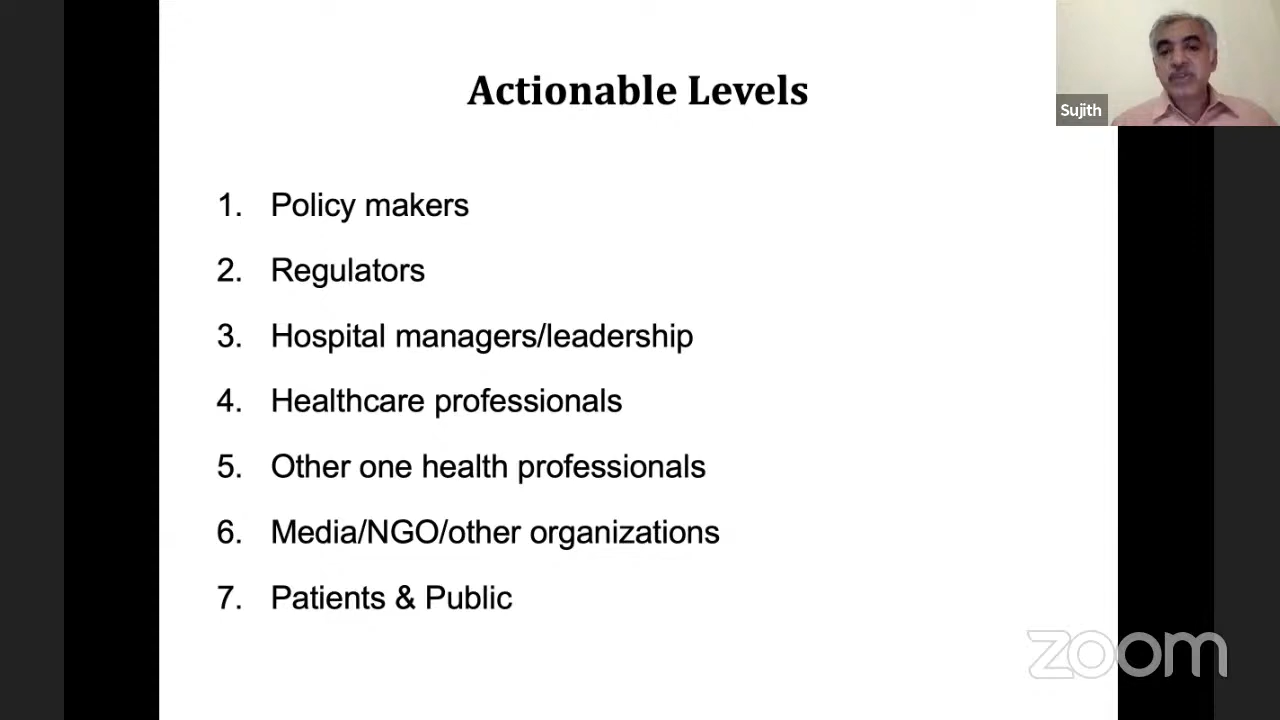 Actionable Levels
Sujith
1. Policy makers
2. Regulators
3. Hospital managers/leadership
4. Healthcare professionals
5. Other one health professionals
6. Media/NGO/other organizations
7. Patients & Public
zoom